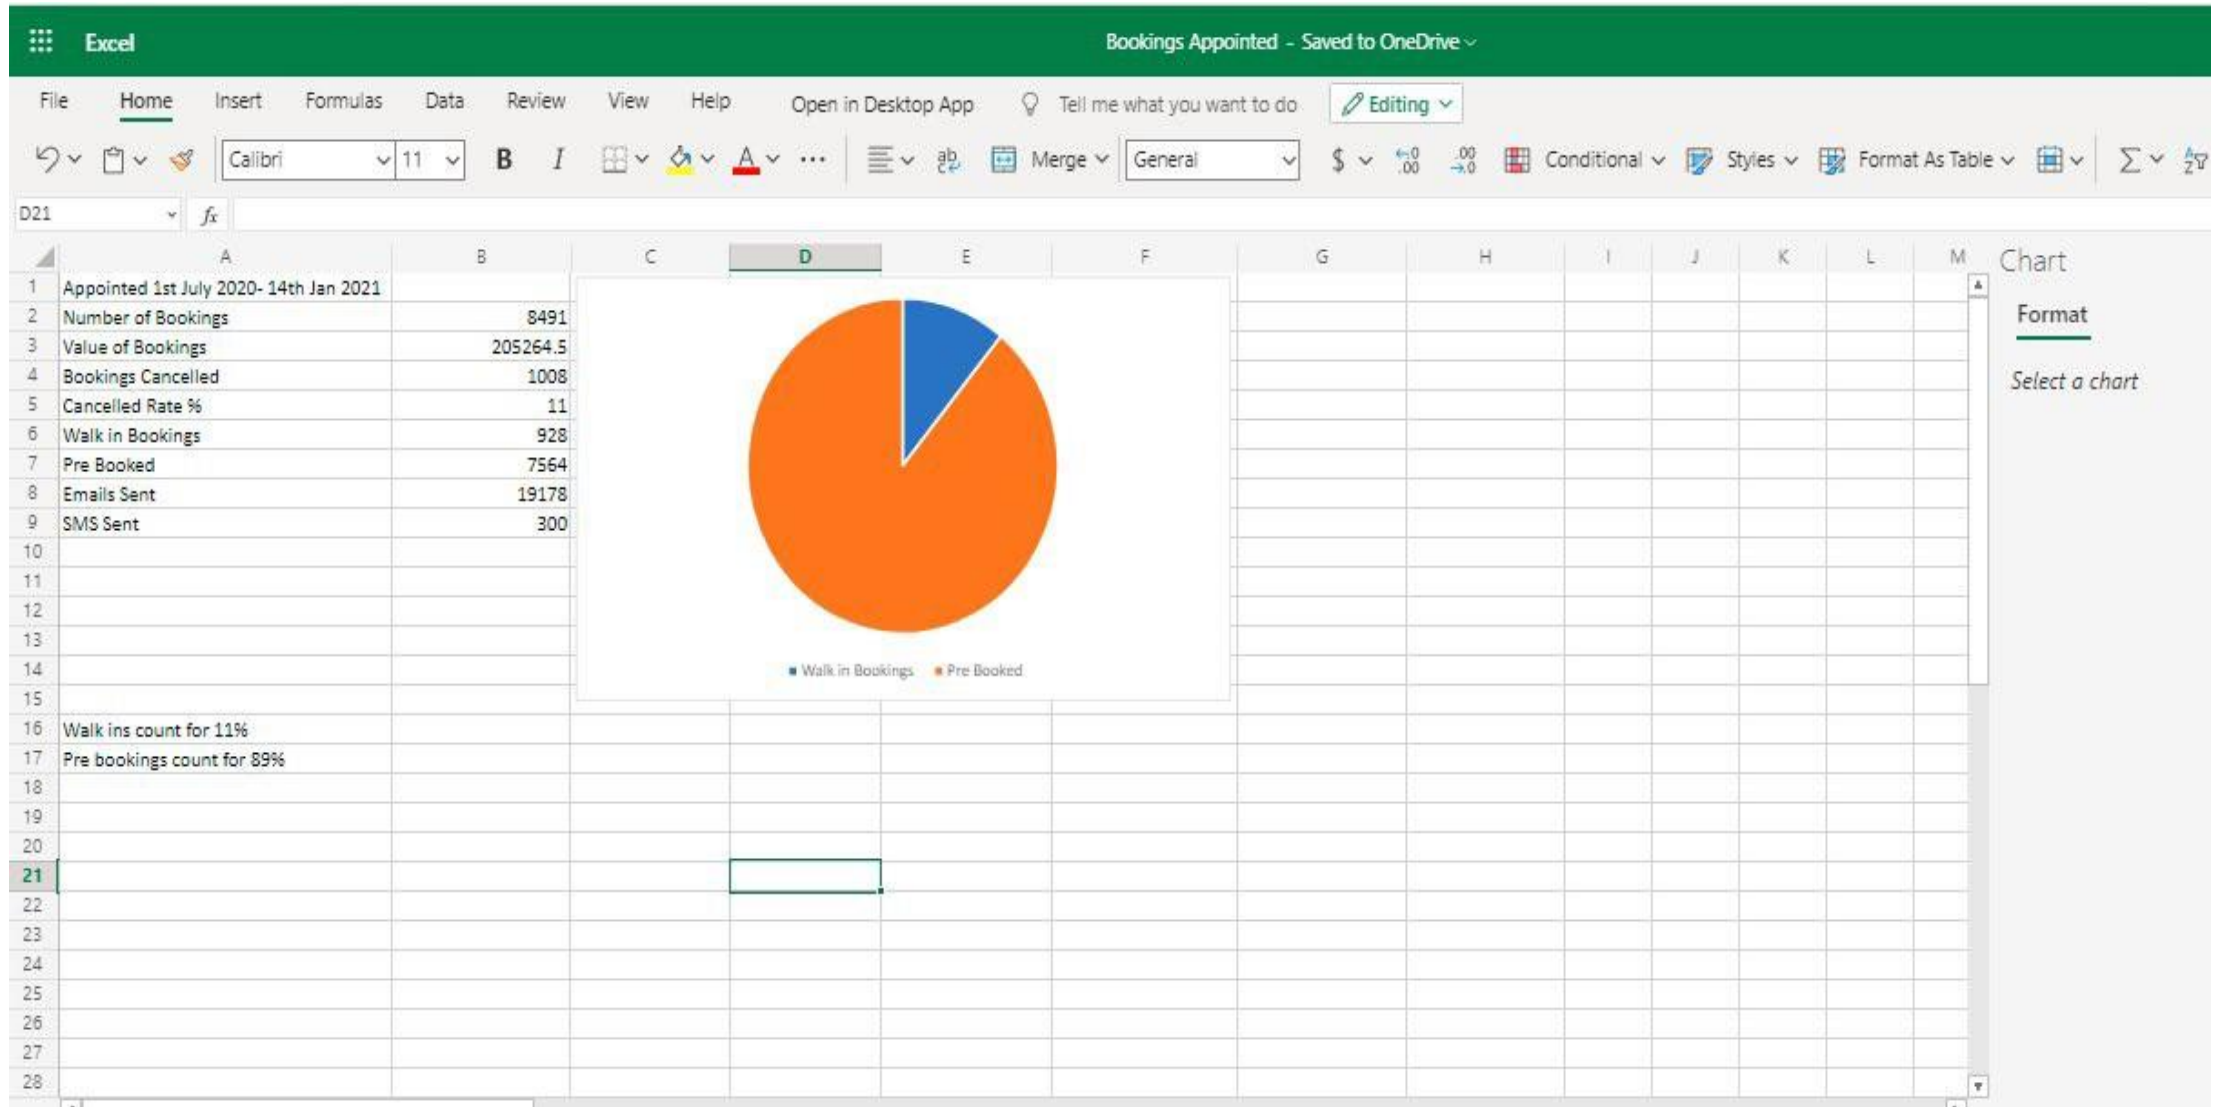 Excel Bookings Appointed - Saved to OneDrive
File Home Insert Formulas Data Review View Help Open in Desktop App Tell me what you want to do Editing
Calibri 11 B I A ... ab Merge General $ .00 .00 Conditional Styles Format As Table
D21 fx
A B C D E F G H I J K L M
Chart
Format
Select a chart
1 Appointed 1st July 2020- 14th Jan 2021
2 Number of Bookings 8491
3 Value of Bookings 205264.5
4 Bookings Cancelled 1008
5 Cancelled Rate % 11
6 Walk in Bookings 928
7 Pre Booked 7564
8 Emails Sent 19178
9 SMS Sent 300
10
11
12
13
14
Walk in Bookings Pre Booked
15
16 Walk ins count for 11%
17 Pre bookings count for 89%
18
19
20
21
22
23
24
25
26
27
28